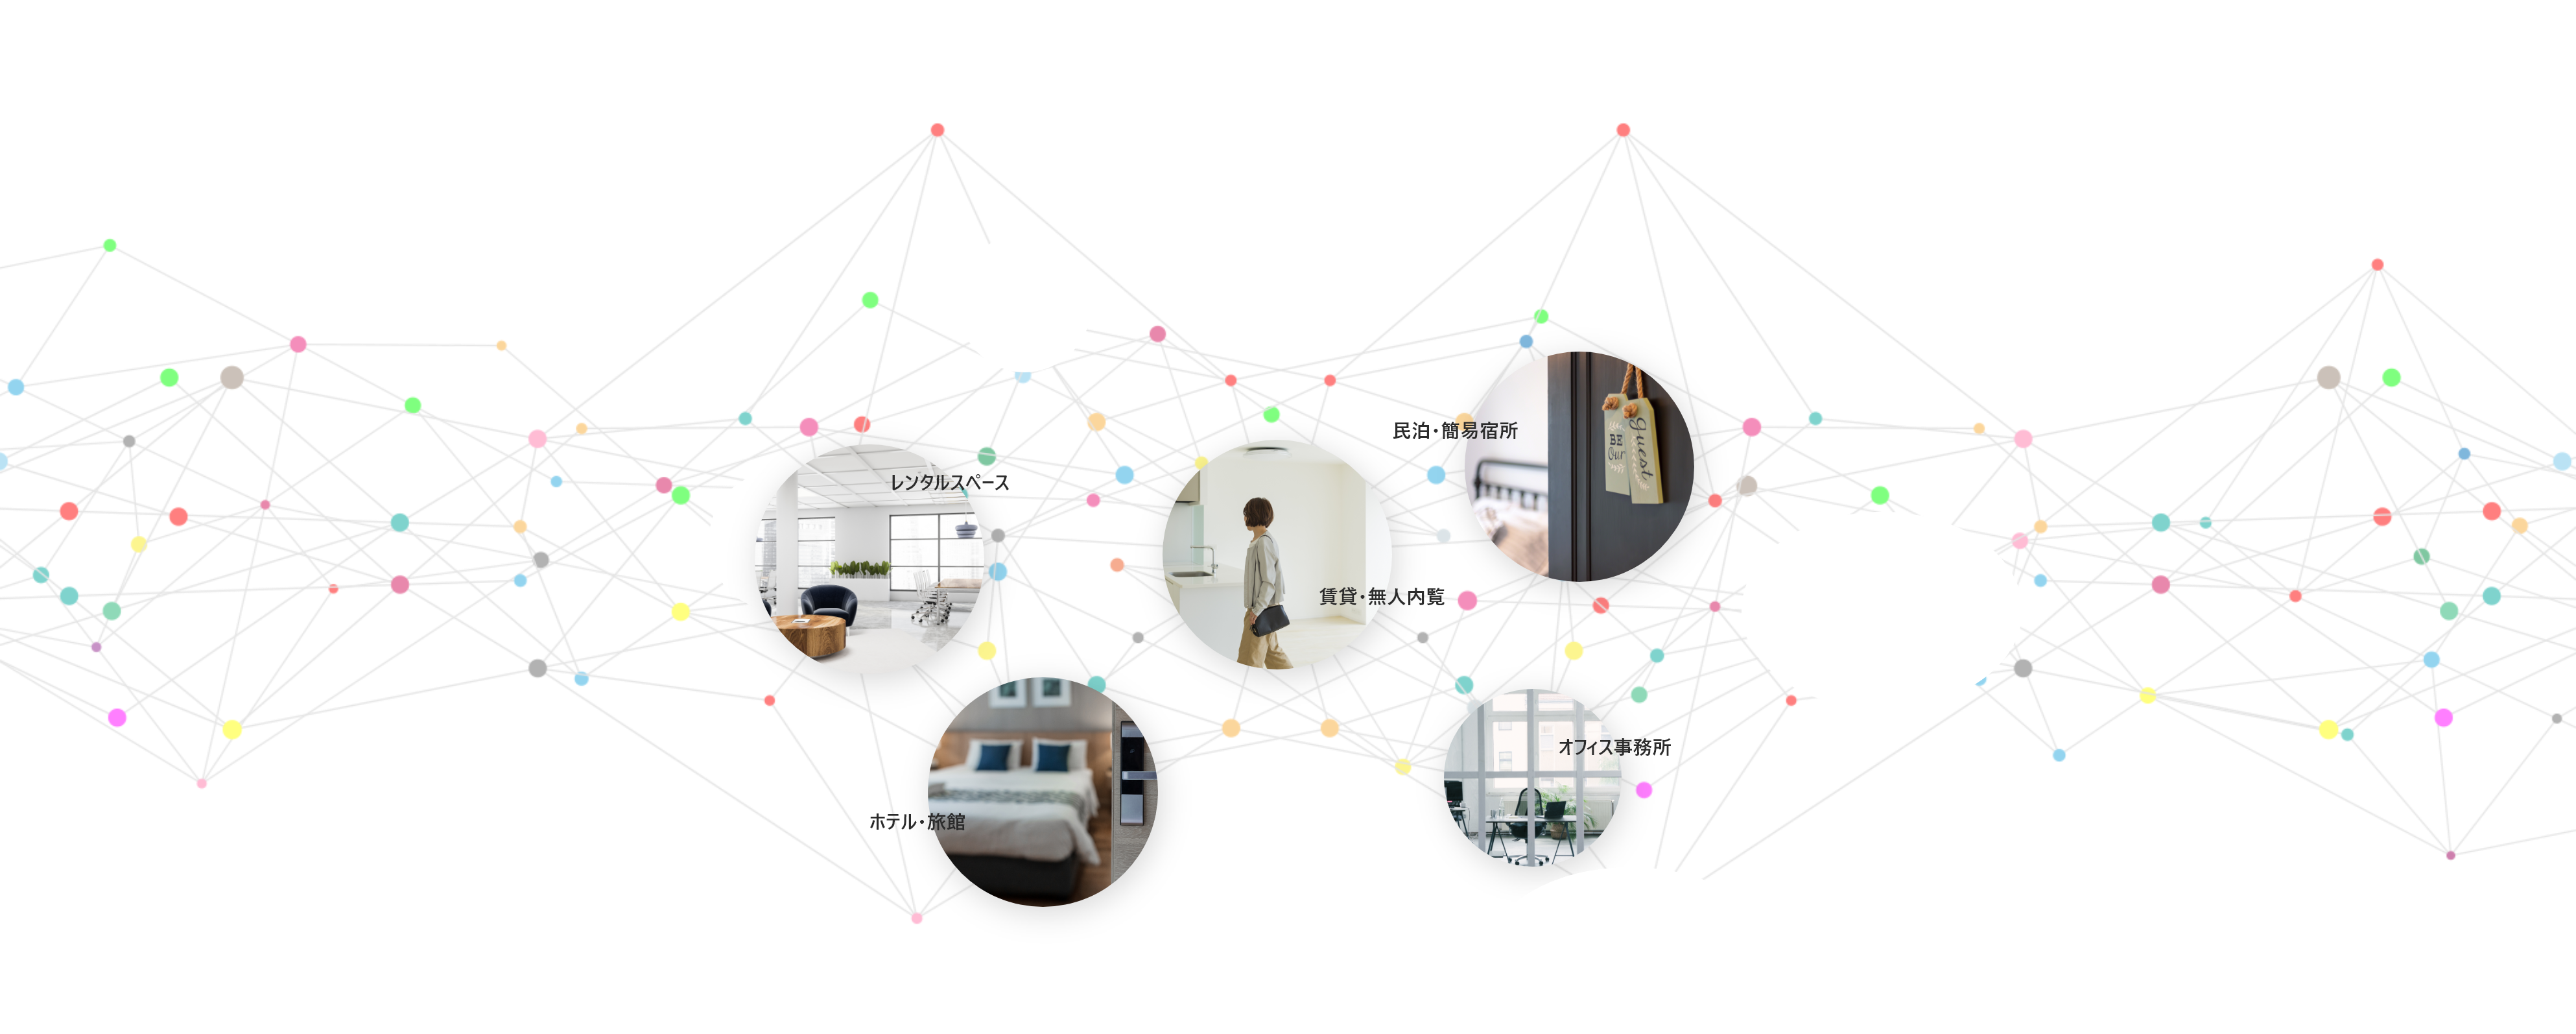 民泊・簡易宿所
BE
Our
guest
レンタルスペース
賃貸・無人内覧
オフィス事務所
ホテル・旅館